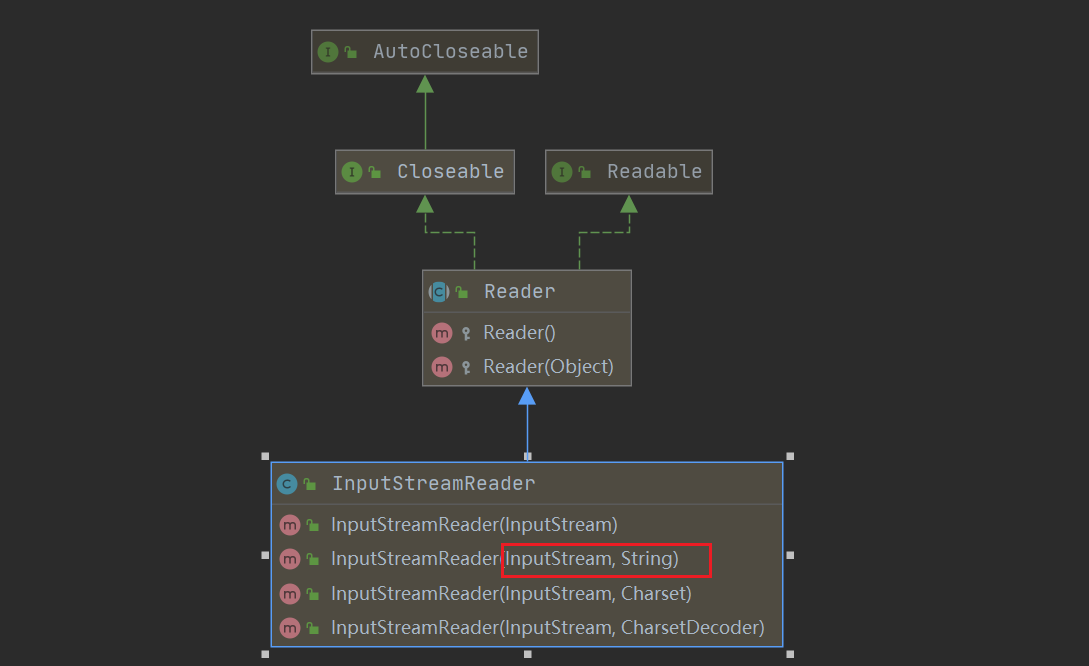 AutoCloseable
Closeable
Readable
Reader
Reader()
Reader(Object)
InputStreamReader
InputStreamReader(InputStream)
InputStreamReader(InputStream, String)
InputStreamReader(InputStream, Charset)
InputStreamReader(InputStream, CharsetDecoder)